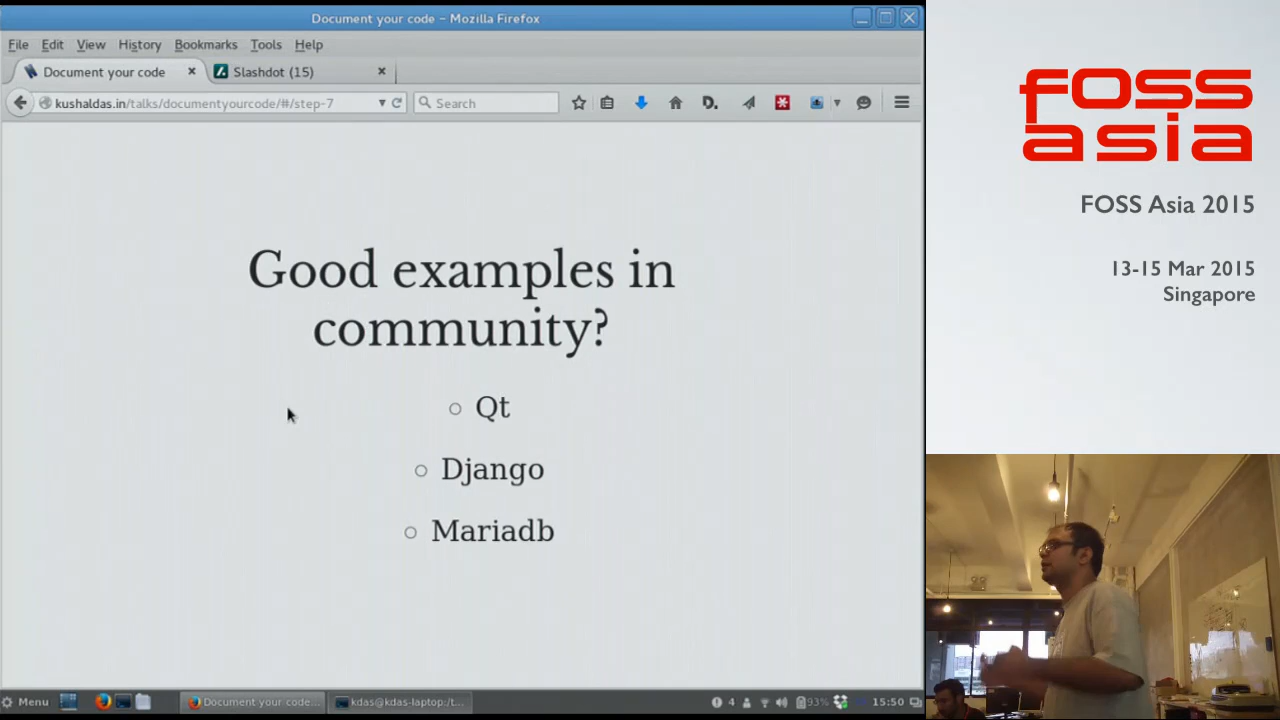 Document your code - Mozilla Firefox
File Edit View History Bookmarks Tools Help
Document your code
Slashdot (15)
kushaldas.in/talks/documentyourcode/#/step-7
Search
D.
Good examples in
community?
Qt
Django
Mariadb
Menu
Document your code...
kdas@kdas-laptop:/t...
4
93%
15:50
FOSS
asia
FOSS Asia 2015
13-15 Mar 2015
Singapore